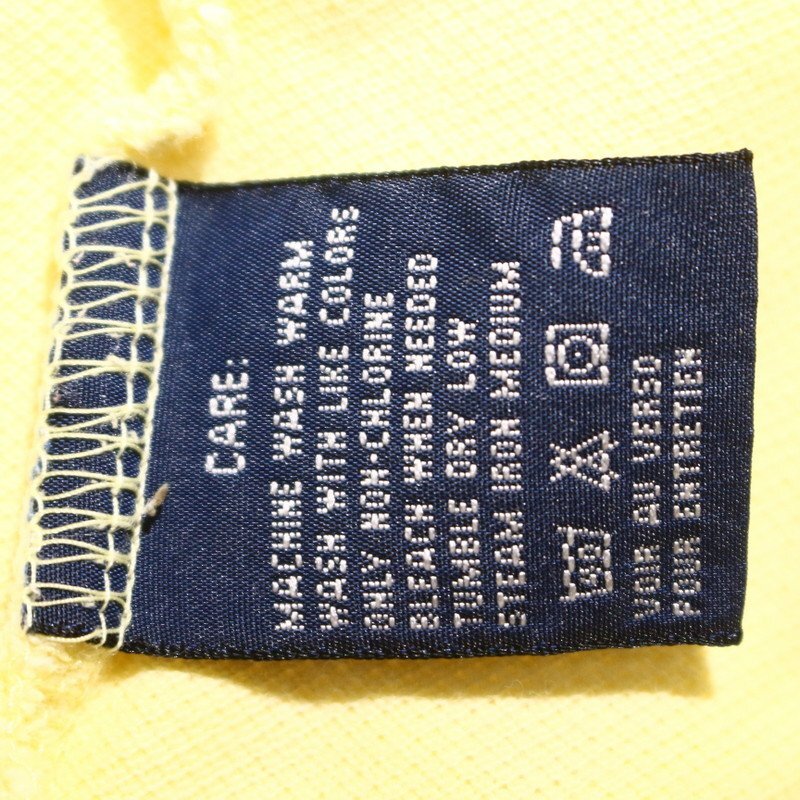 CARE:
MACHINE WASH WARM
WASH WITH LIKE COLORS
ONLY NON-CHLORINE
BLEACH WHEN NEEDED
TUMBLE DRY LOW
STEAM IRON MEDIUM
VOIR AU VERSO
POUR ENTRETIEN